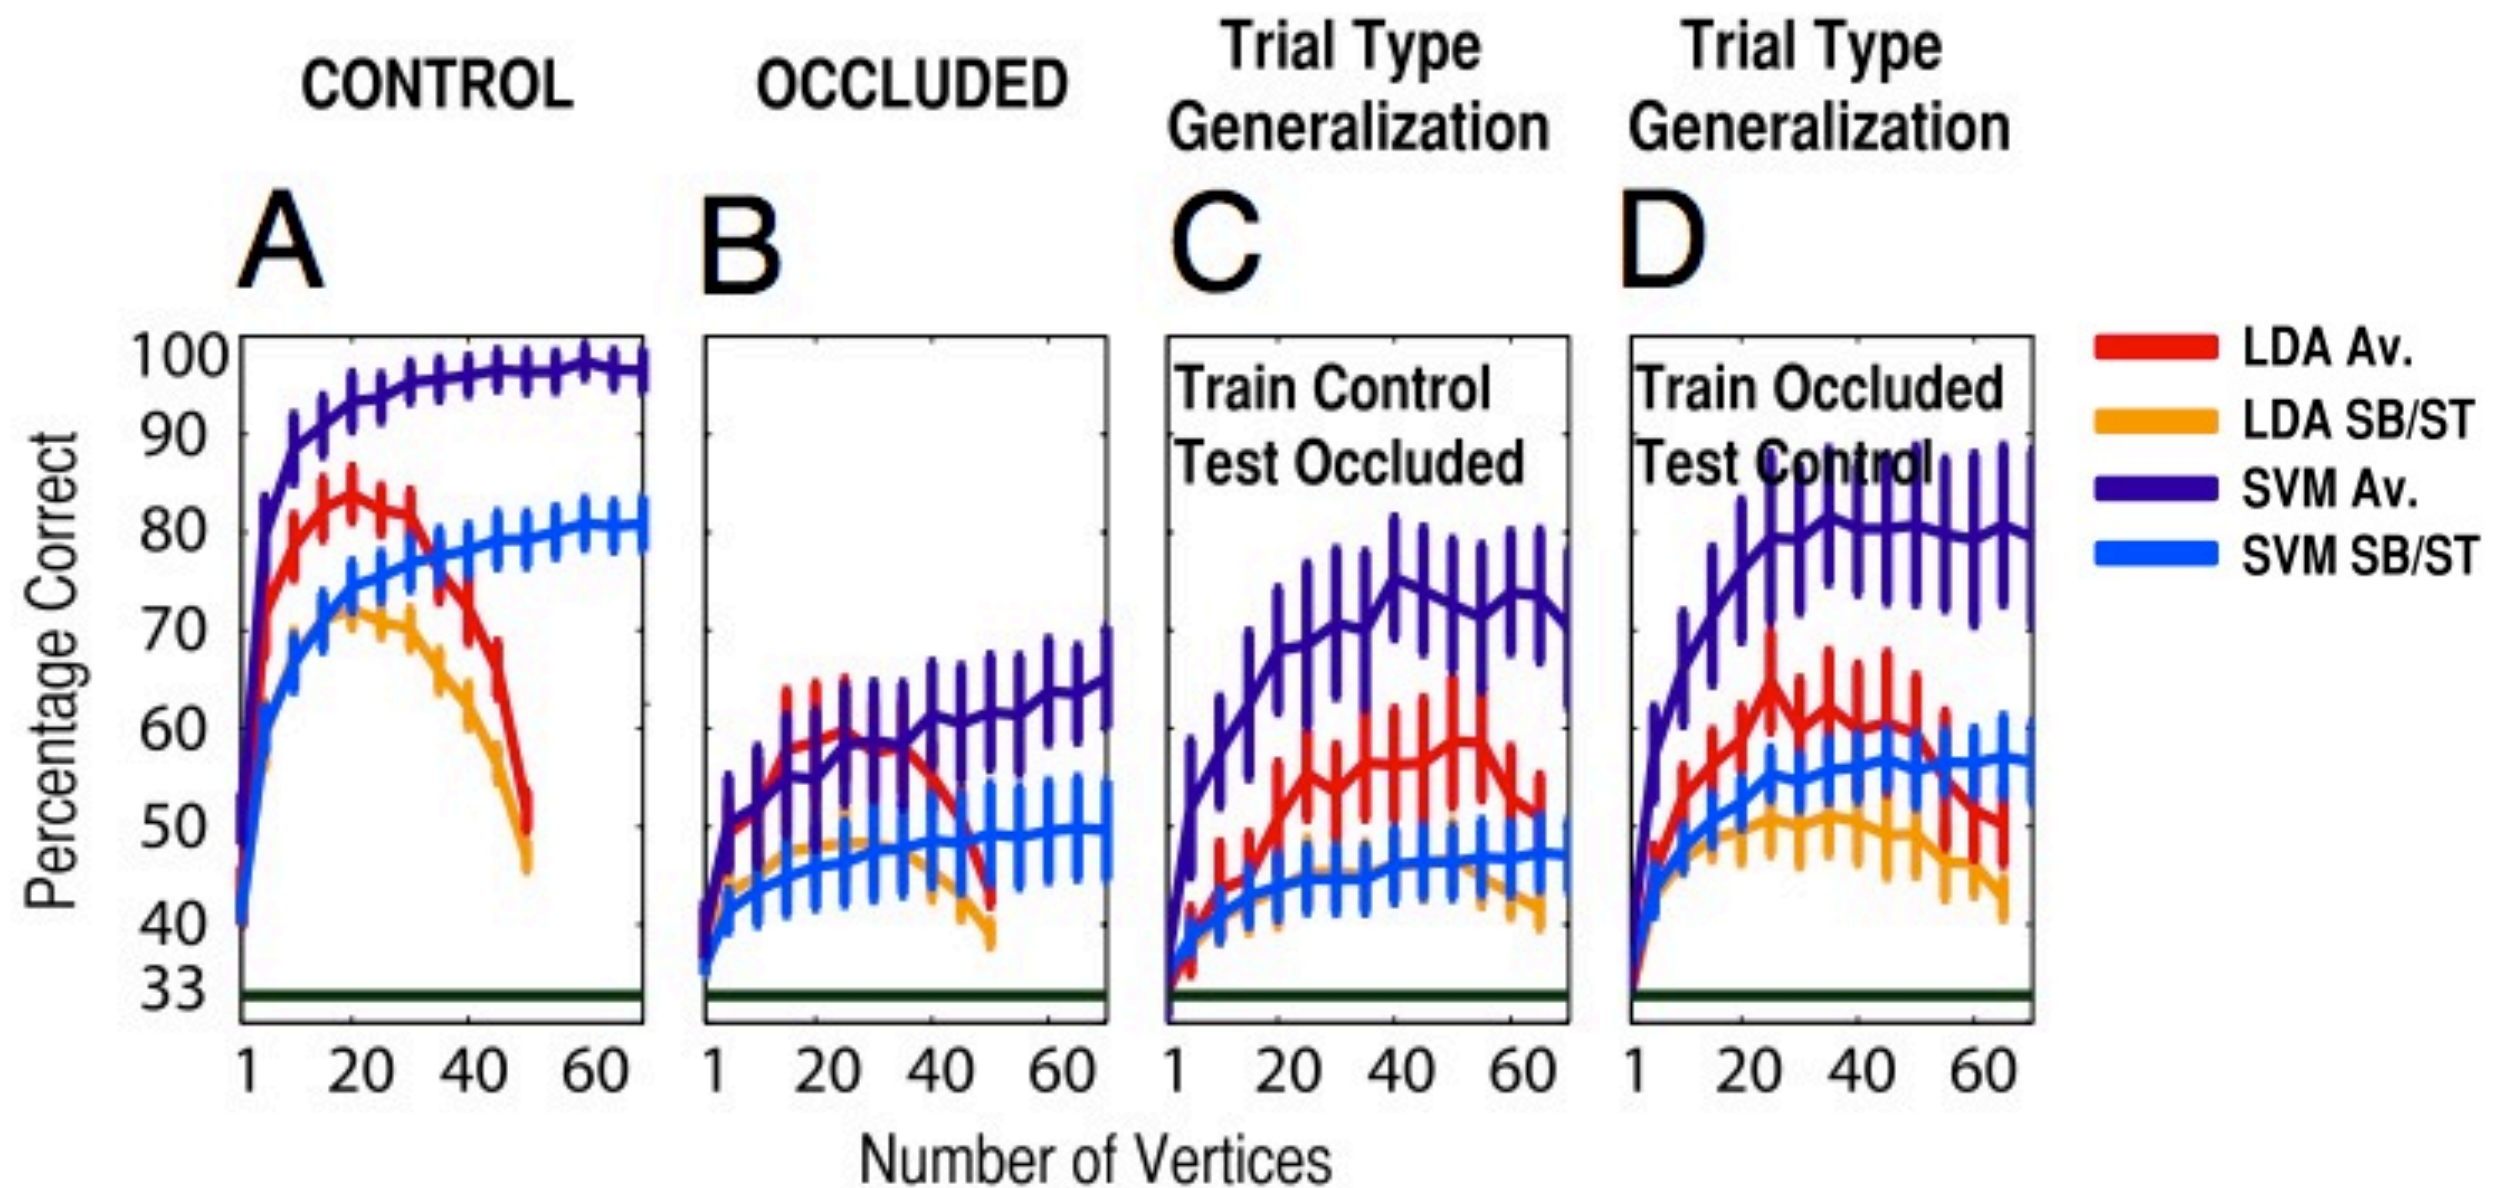 CONTROL
OCCLUDED
Trial Type
Generalization
Trial Type
Generalization
A
B
C
D
Percentage Correct
100
90
80
70
60
50
40
33
Train Control
Test Occluded
Train Occluded
Test Control
LDA Av.
LDA SB/ST
SVM Av.
SVM SB/ST
1 20 40 60
1 20 40 60
1 20 40 60
1 20 40 60
Number of Vertices